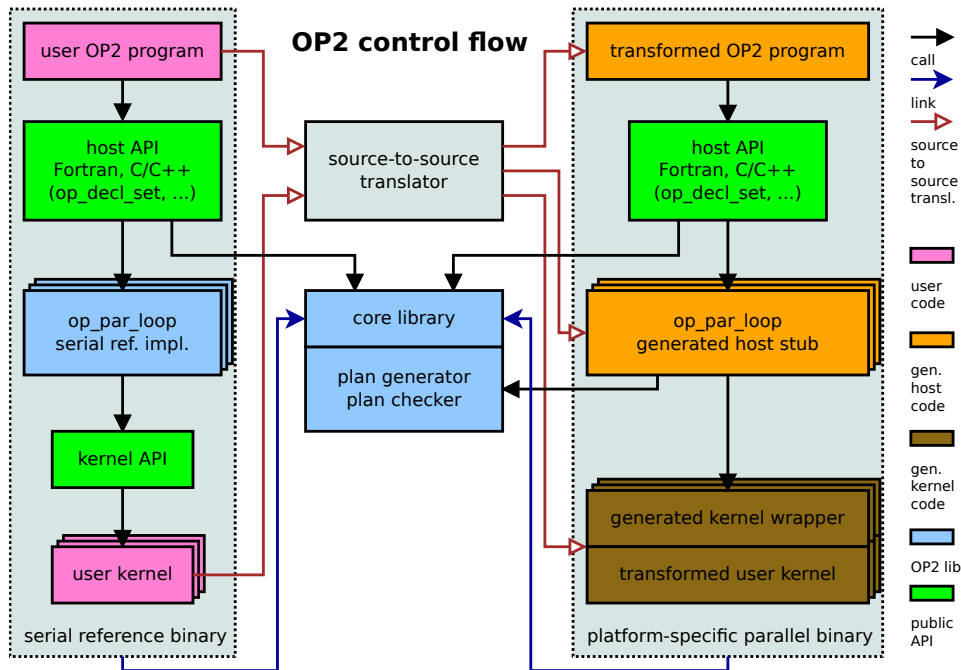 OP2 control flow
user OP2 program
host API
Fortran, C/C++
(op_decl_set, ...)
op_par_loop
serial ref. impl.
kernel API
user kernel
serial reference binary
source-to-source
translator
core library
plan generator
plan checker
transformed OP2 program
host API
Fortran, C/C++
(op_decl_set, ...)
op_par_loop
generated host stub
generated kernel wrapper
transformed user kernel
platform-specific parallel binary
call
link
source
to
source
transl.
user
code
gen.
host
code
gen.
kernel
code
OP2 lib
public
API